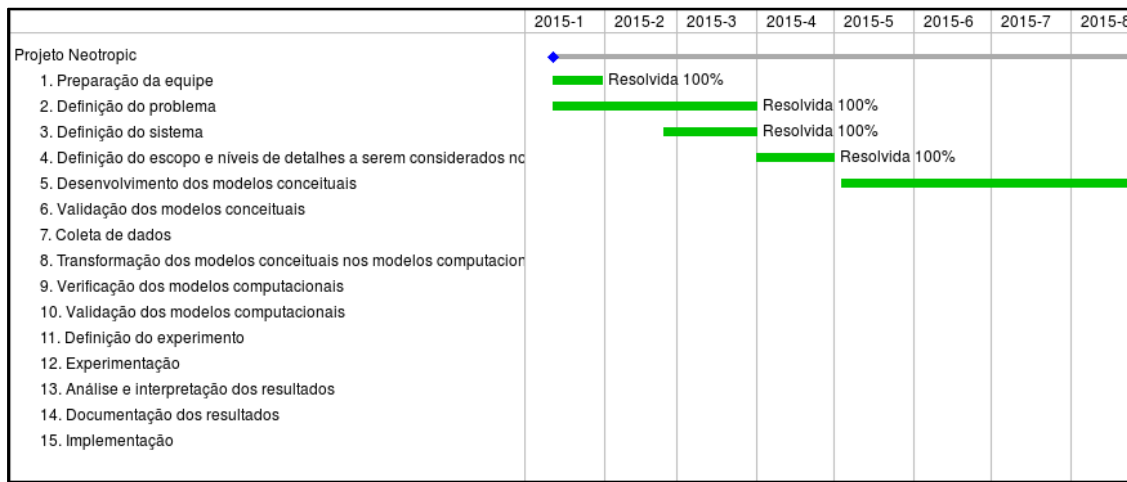 2015-1 2015-2 2015-3 2015-4 2015-5 2015-6 2015-7 2015-8
Projeto Neotropic
1. Preparação da equipe Resolvida 100%
2. Definição do problema Resolvida 100%
3. Definição do sistema Resolvida 100%
4. Definição do escopo e níveis de detalhes a serem considerados no Resolvida 100%
5. Desenvolvimento dos modelos conceituais
6. Validação dos modelos conceituais
7. Coleta de dados
8. Transformação dos modelos conceituais nos modelos computacion
9. Verificação dos modelos computacionais
10. Validação dos modelos computacionais
11. Definição do experimento
12. Experimentação
13. Análise e interpretação dos resultados
14. Documentação dos resultados
15. Implementação